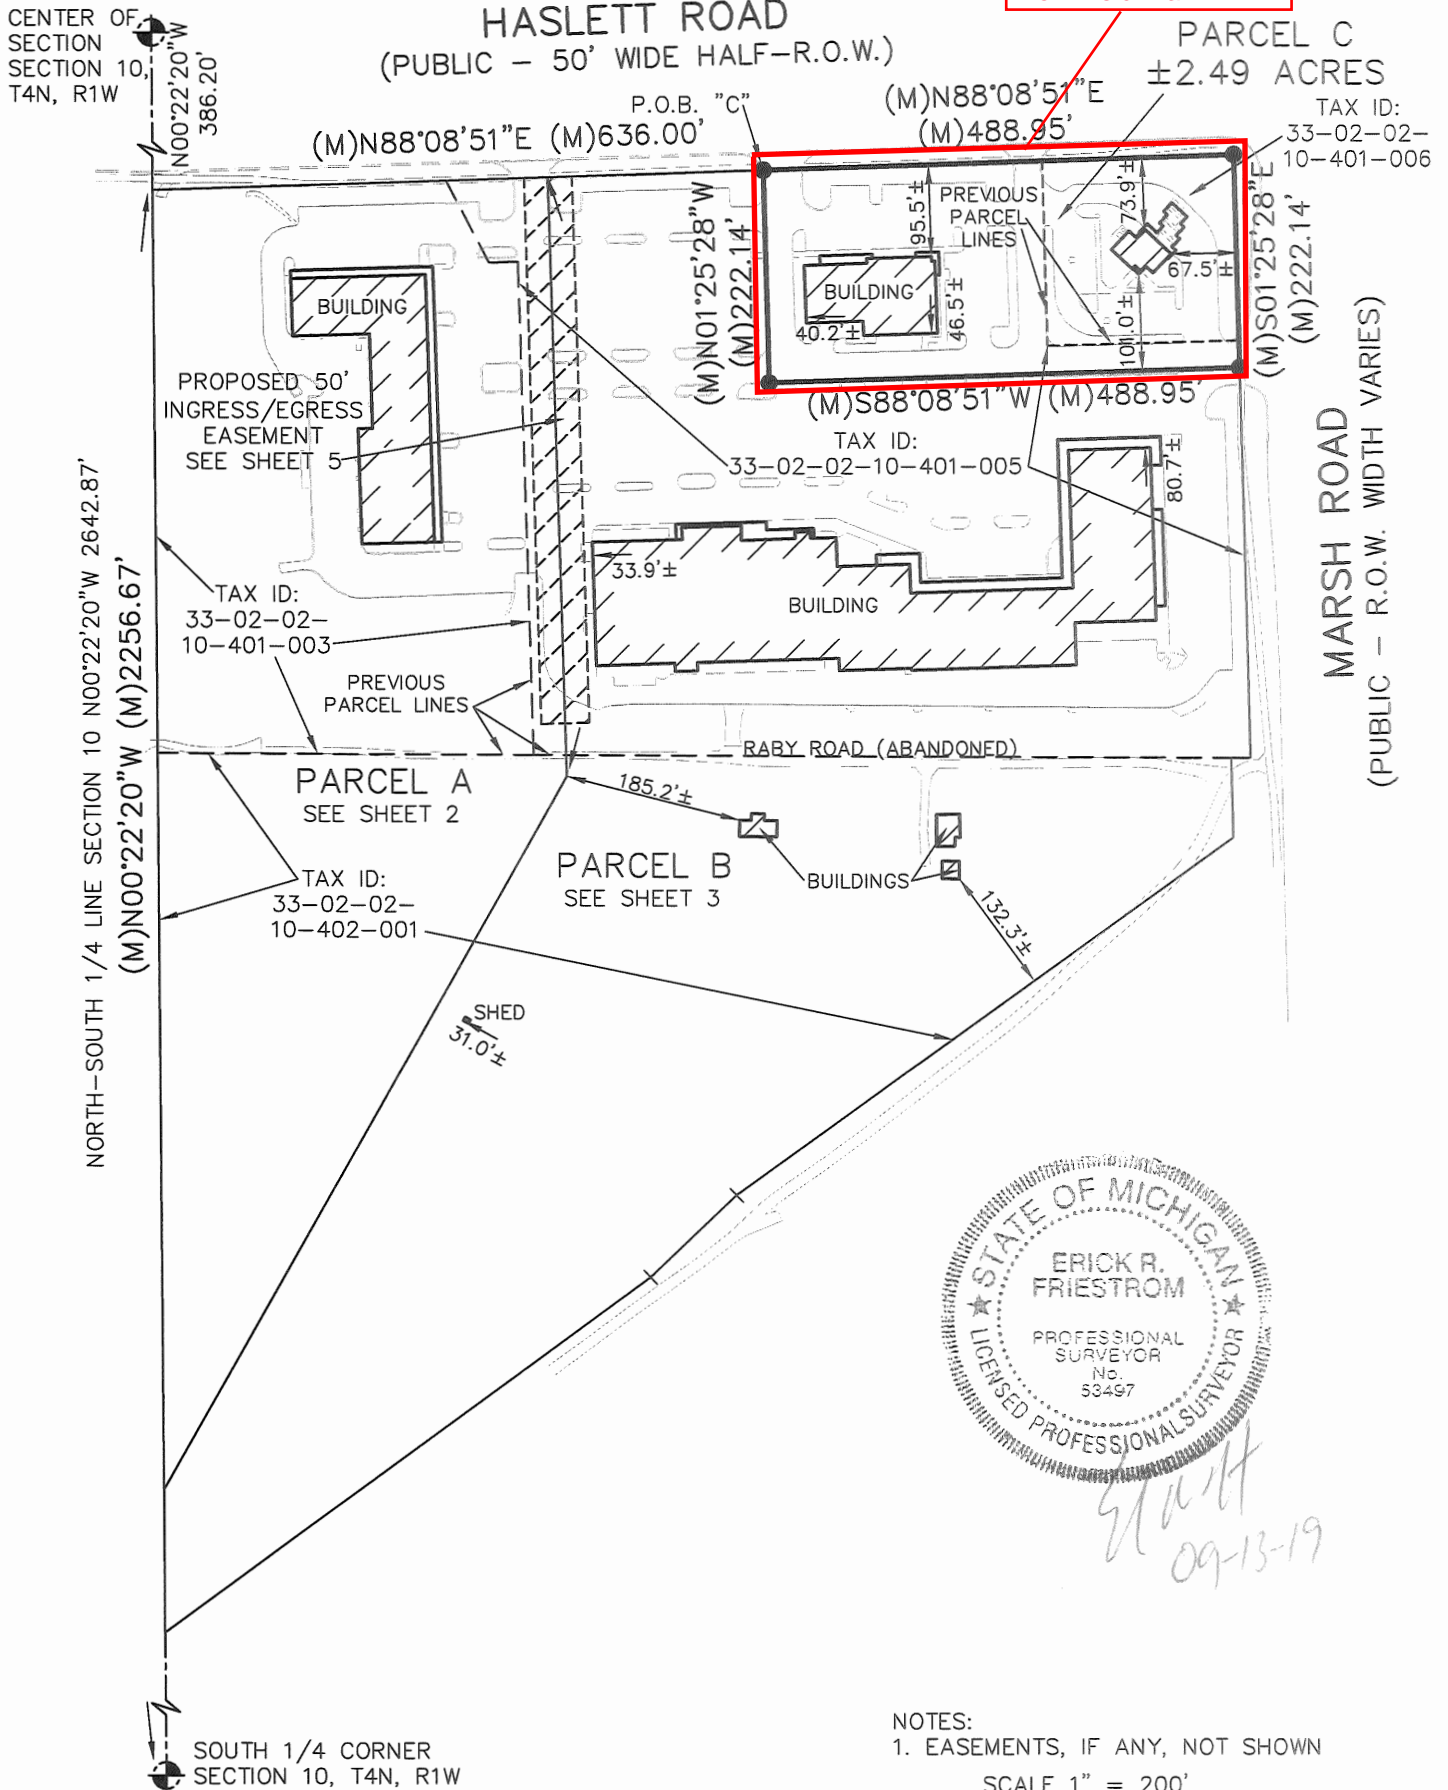 CENTER OF
SECTION
SECTION 10,
T4N, R1W
N00°22'20"W
386.20'
HASLETT ROAD
(PUBLIC - 50' WIDE HALF-R.O.W.)
PARCEL C
±2.49 ACRES
P.O.B. "C"
(M)N88°08'51"E
(M)488.95'
TAX ID:
33-02-02-
10-401-006
(M)N88°08'51"E (M)636.00'
(M)N01°25'28"W
(M)222.14'
95.5'±
PREVIOUS
PARCEL
LINES
73.9'±
67.5'±
(M)S01°25'28"E
(M)222.14'
BUILDING
BUILDING
40.2'±
46.5'±
101.0'±
PROPOSED 50'
INGRESS/EGRESS
EASEMENT
SEE SHEET 5
(M)S88°08'51"W (M)488.95'
TAX ID:
33-02-02-10-401-005
80.7'±
MARSH ROAD
(PUBLIC - R.O.W. WIDTH VARIES)
NORTH-SOUTH 1/4 LINE SECTION 10 N00°22'20"W 2642.87'
(M)N00°22'20"W (M)2256.67'
33.9'±
BUILDING
TAX ID:
33-02-02-
10-401-003
PREVIOUS
PARCEL LINES
RABY ROAD (ABANDONED)
PARCEL A
SEE SHEET 2
185.2'±
PARCEL B
SEE SHEET 3
BUILDINGS
TAX ID:
33-02-02-
10-402-001
132.3'±
SHED
31.0'±
STATE OF MICHIGAN
ERICK R.
FRIESTROM
PROFESSIONAL
SURVEYOR
No.
53497
LICENSED PROFESSIONAL SURVEYOR
09-13-19
NOTES:
1. EASEMENTS, IF ANY, NOT SHOWN
SCALE 1" = 200'
SOUTH 1/4 CORNER
SECTION 10, T4N, R1W